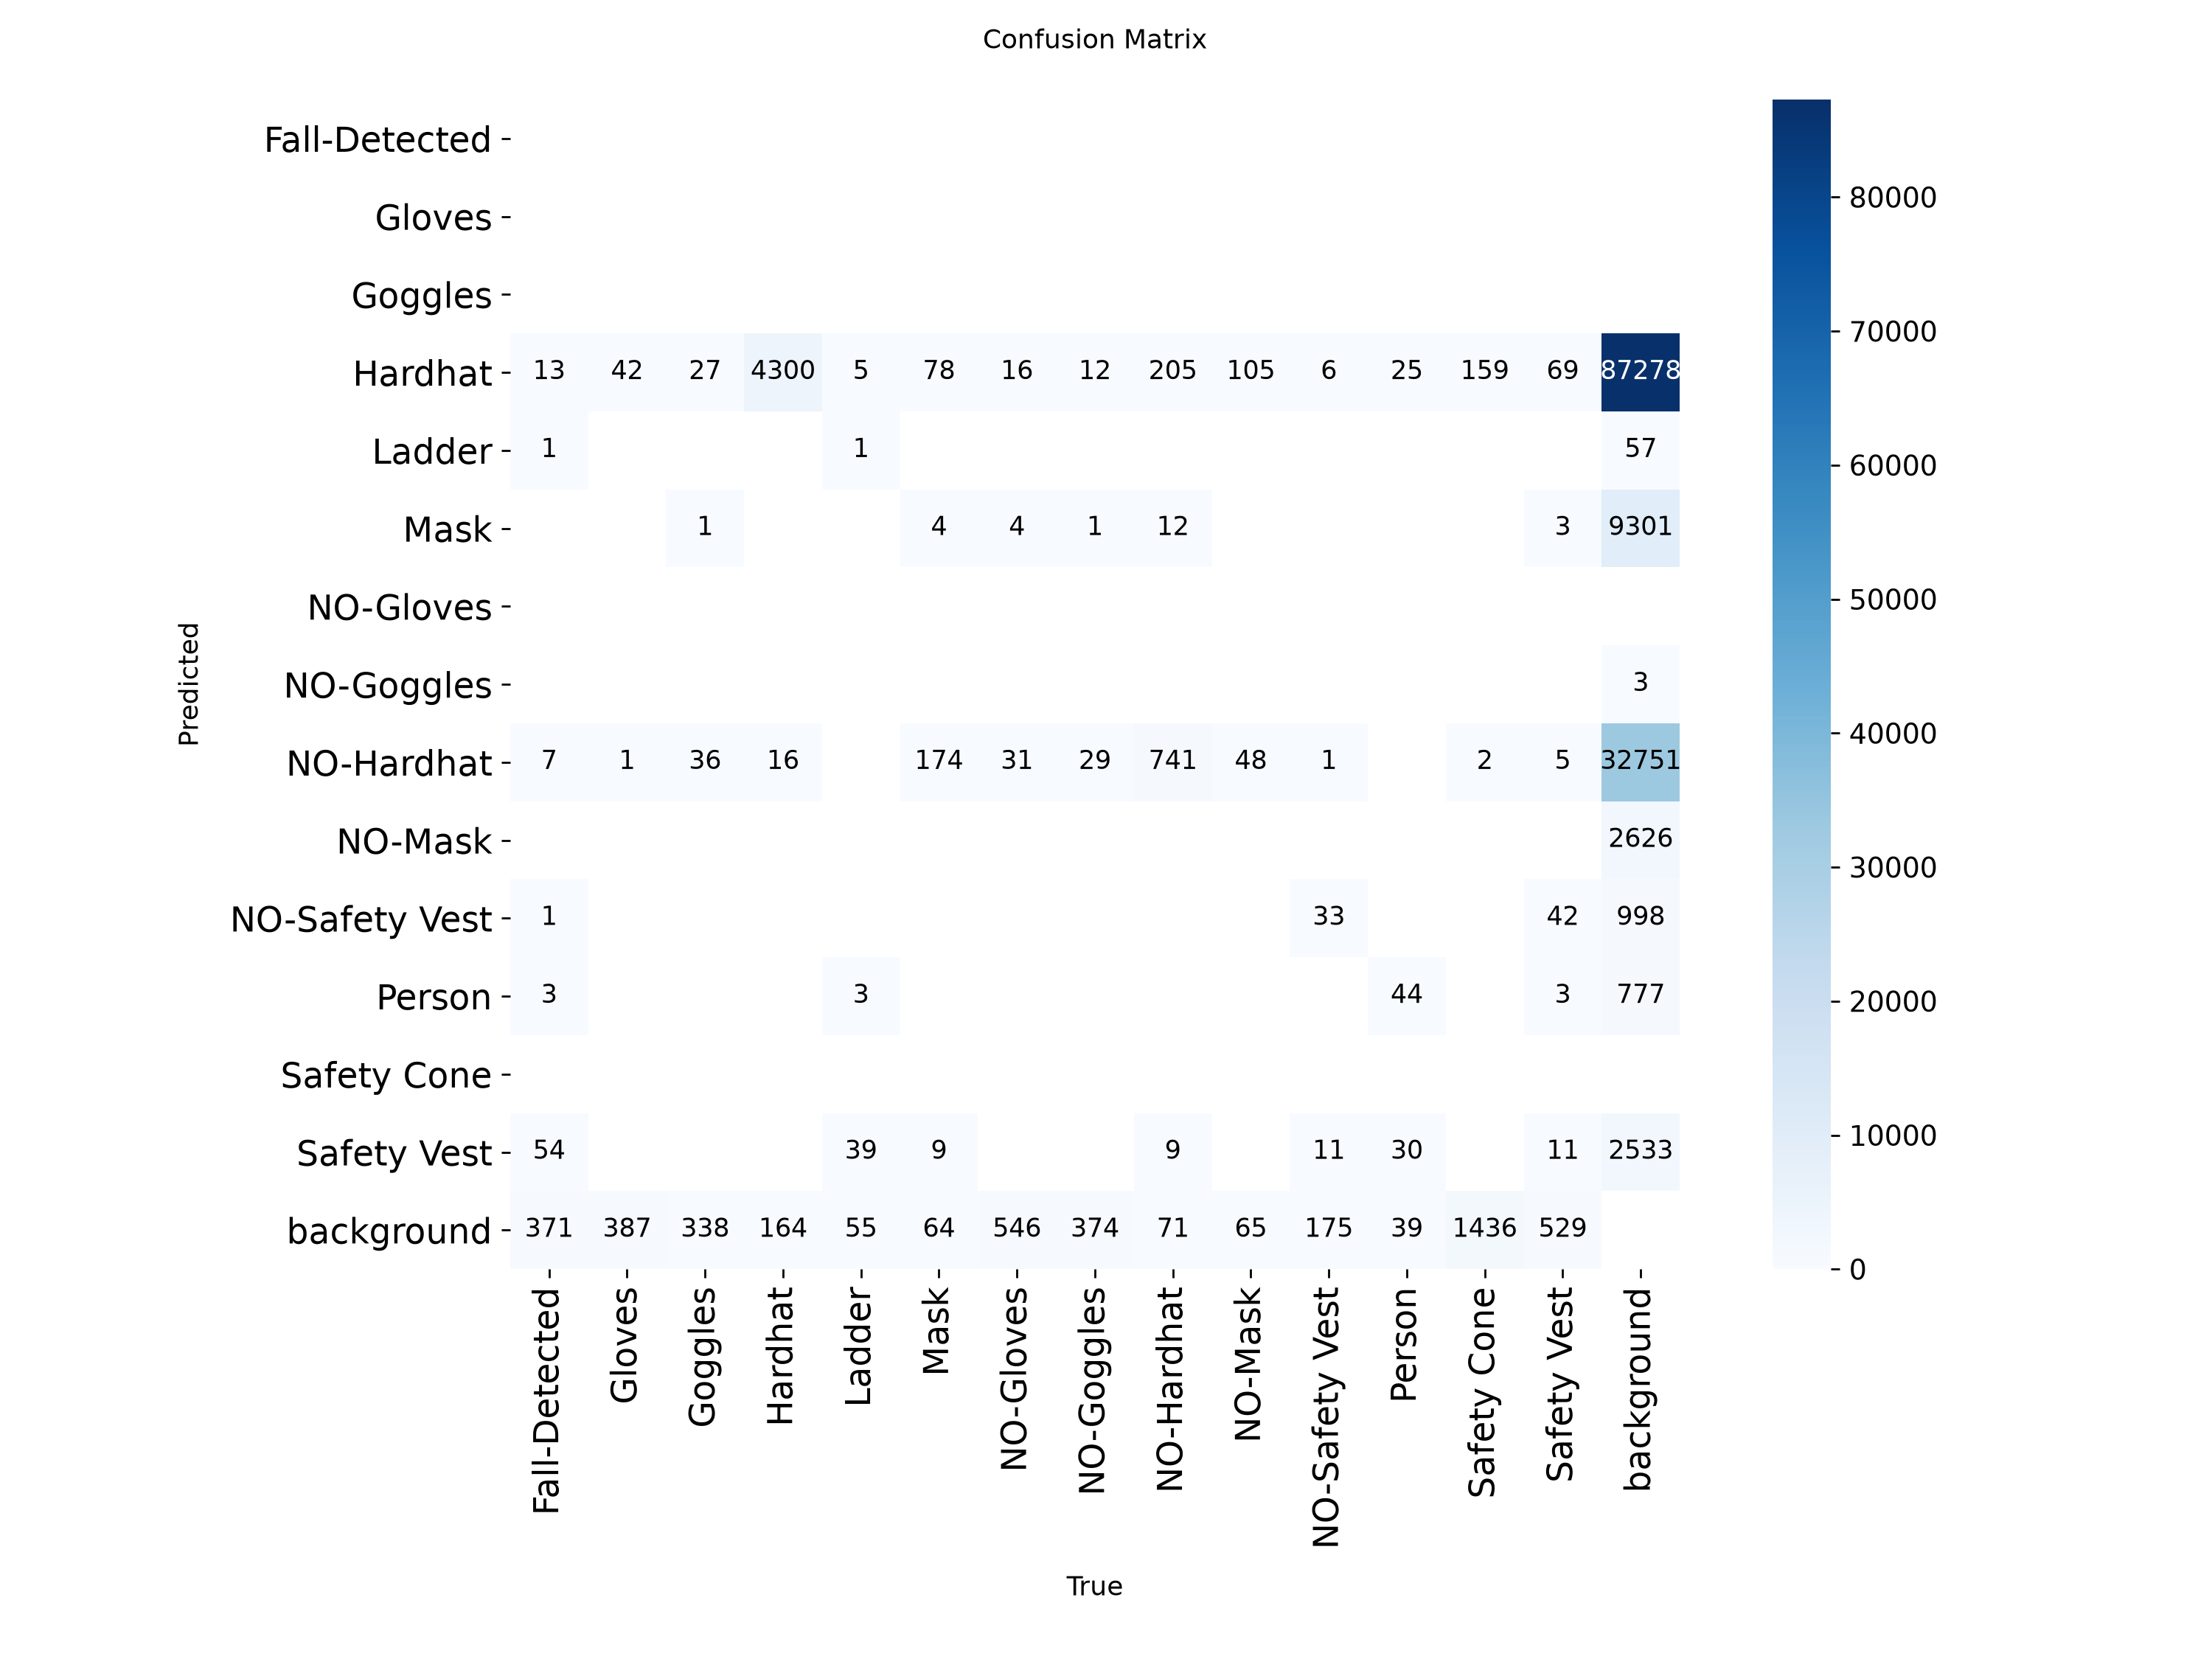 Confusion Matrix
Fall-Detected
Gloves
Goggles
Hardhat 13 42 27 4300 5 78 16 12 205 105 6 25 159 69 87278
Ladder 1 1 57
Mask 1 4 4 1 12 3 9301
NO-Gloves
NO-Goggles 3
NO-Hardhat 7 1 36 16 174 31 29 741 48 1 2 5 32751
NO-Mask 2626
NO-Safety Vest 1 33 42 998
Person 3 3 44 3 777
Safety Cone
Safety Vest 54 39 9 9 11 30 11 2533
background 371 387 338 164 55 64 546 374 71 65 175 39 1436 529
Predicted
Fall-Detected
Gloves
Goggles
Hardhat
Ladder
Mask
NO-Gloves
NO-Goggles
NO-Hardhat
NO-Mask
NO-Safety Vest
Person
Safety Cone
Safety Vest
background
True
80000
70000
60000
50000
40000
30000
20000
10000
0